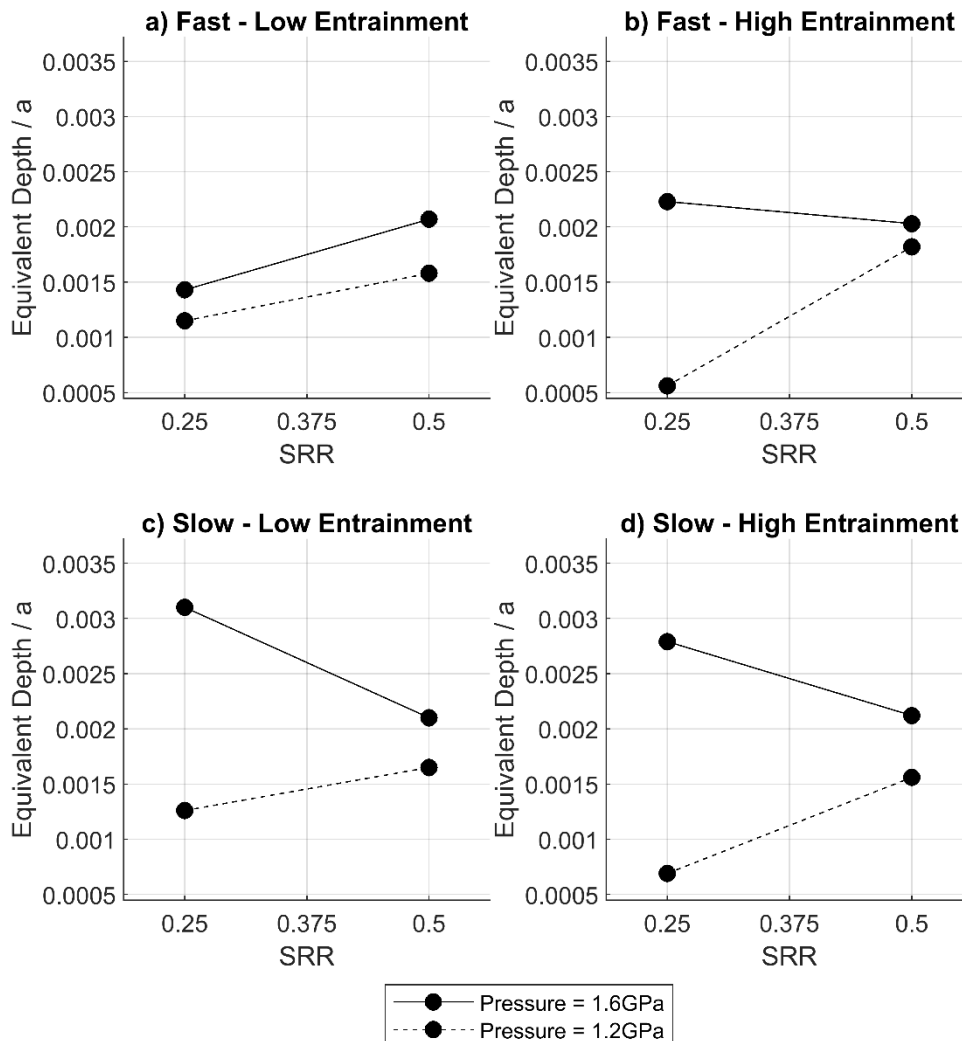 a) Fast - Low Entrainment
0.0035
0.003
0.0025
0.002
0.0015
0.001
0.0005
Equivalent Depth / a
0.25
0.375
0.5
SRR
b) Fast - High Entrainment
0.0035
0.003
0.0025
0.002
0.0015
0.001
0.0005
Equivalent Depth / a
0.25
0.375
0.5
SRR
c) Slow - Low Entrainment
0.0035
0.003
0.0025
0.002
0.0015
0.001
0.0005
Equivalent Depth / a
0.25
0.375
0.5
SRR
d) Slow - High Entrainment
0.0035
0.003
0.0025
0.002
0.0015
0.001
0.0005
Equivalent Depth / a
0.25
0.375
0.5
SRR
Pressure = 1.6GPa
Pressure = 1.2GPa